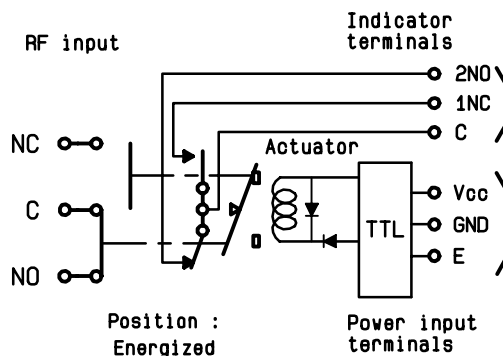 RF input
Indicator
terminals
2NO
1NC
C
Actuator
NC
C
NO
TTL
Vcc
GND
E
Position :
Energized
Power input
terminals